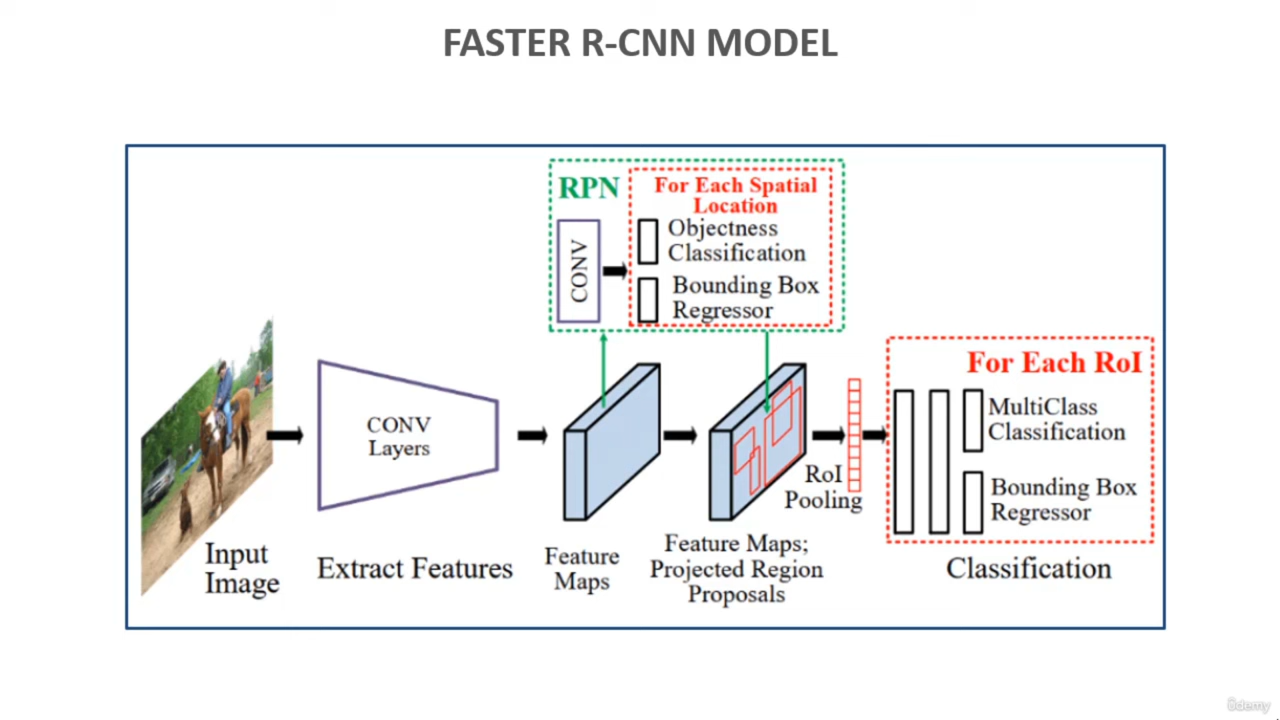 FASTER R-CNN MODEL
RPN
For Each Spatial
Location
CONV
Objectness
Classification
Bounding Box
Regressor
For Each RoI
CONV
Layers
MultiClass
Classification
RoI
Pooling
Bounding Box
Regressor
Input
Image
Extract Features
Feature
Maps
Feature Maps;
Projected Region
Proposals
Classification
ûdemy